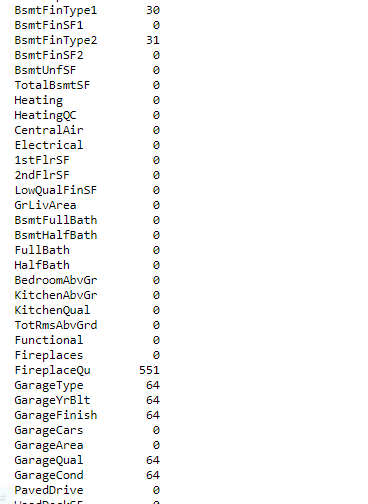 BsmtFinType1 30
BsmtFinSF1 0
BsmtFinType2 31
BsmtFinSF2 0
BsmtUnfSF 0
TotalBsmtSF 0
Heating 0
HeatingQC 0
CentralAir 0
Electrical 0
1stFlrSF 0
2ndFlrSF 0
LowQualFinSF 0
GrLivArea 0
BsmtFullBath 0
BsmtHalfBath 0
FullBath 0
HalfBath 0
BedroomAbvGr 0
KitchenAbvGr 0
KitchenQual 0
TotRmsAbvGrd 0
Functional 0
Fireplaces 0
FireplaceQu 551
GarageType 64
GarageYrBlt 64
GarageFinish 64
GarageCars 0
GarageArea 0
GarageQual 64
GarageCond 64
PavedDrive 0